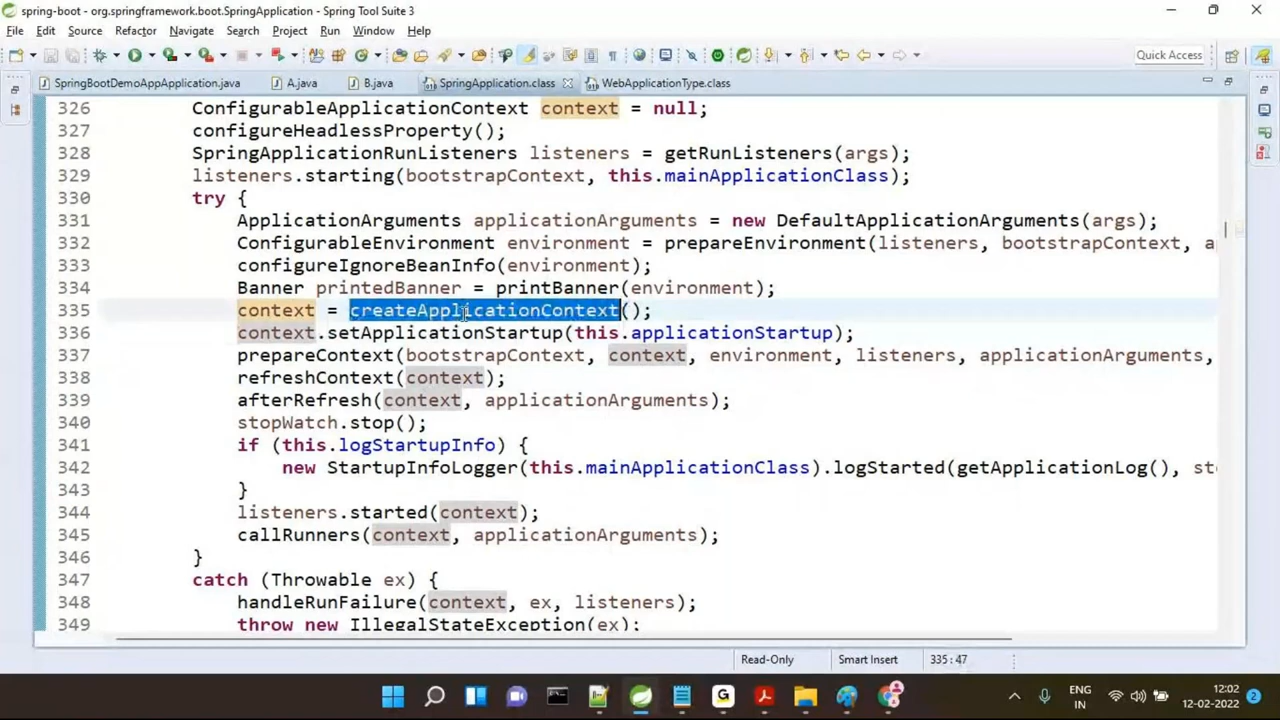 spring-boot - org.springframework.boot.SpringApplication - Spring Tool Suite 3
File Edit Source Refactor Navigate Search Project Run Window Help
Quick Access
SpringBootDemoAppApplication.java A.java B.java SpringApplication.class WebApplicationType.class
326 ConfigurableApplicationContext context = null;
327 configureHeadlessProperty();
328 SpringApplicationRunListeners listeners = getRunListeners(args);
329 listeners.starting(bootstrapContext, this.mainApplicationClass);
330 try {
331 ApplicationArguments applicationArguments = new DefaultApplicationArguments(args);
332 ConfigurableEnvironment environment = prepareEnvironment(listeners, bootstrapContext, a
333 configureIgnoreBeanInfo(environment);
334 Banner printedBanner = printBanner(environment);
335 context = createApplicationContext();
336 context.setApplicationStartup(this.applicationStartup);
337 prepareContext(bootstrapContext, context, environment, listeners, applicationArguments,
338 refreshContext(context);
339 afterRefresh(context, applicationArguments);
340 stopWatch.stop();
341 if (this.logStartupInfo) {
342 new StartupInfoLogger(this.mainApplicationClass).logStarted(getApplicationLog(), st
343 }
344 listeners.started(context);
345 callRunners(context, applicationArguments);
346 }
347 catch (Throwable ex) {
348 handleRunFailure(context, ex, listeners);
349 throw new IllegalStateException(ex);
Read-Only Smart Insert 335 : 47
ENG IN 12:02 12-02-2022 2